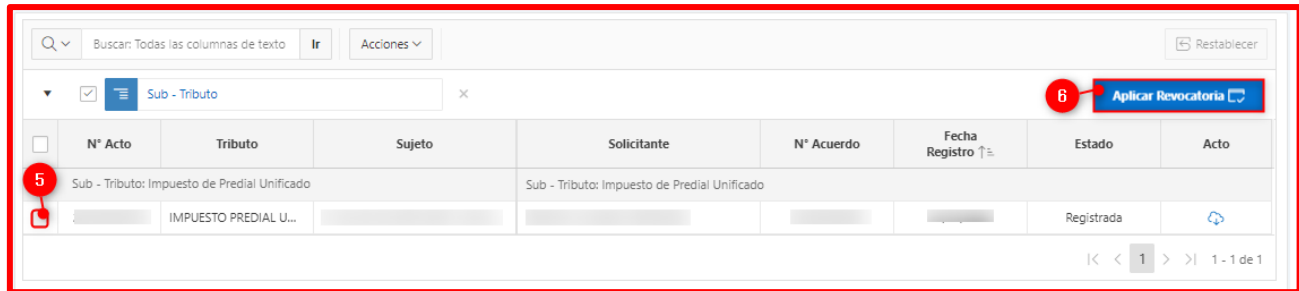 Buscar: Todas las columnas de texto Ir Acciones Restablecer
Sub - Tributo
6 Aplicar Revocatoria
N° Acto Tributo Sujeto Solicitante N° Acuerdo Fecha Registro Estado Acto
5
Sub - Tributo: Impuesto de Predial Unificado Sub - Tributo: Impuesto de Predial Unificado
IMPUESTO PREDIAL U... Registrada
1 1 - 1 de 1